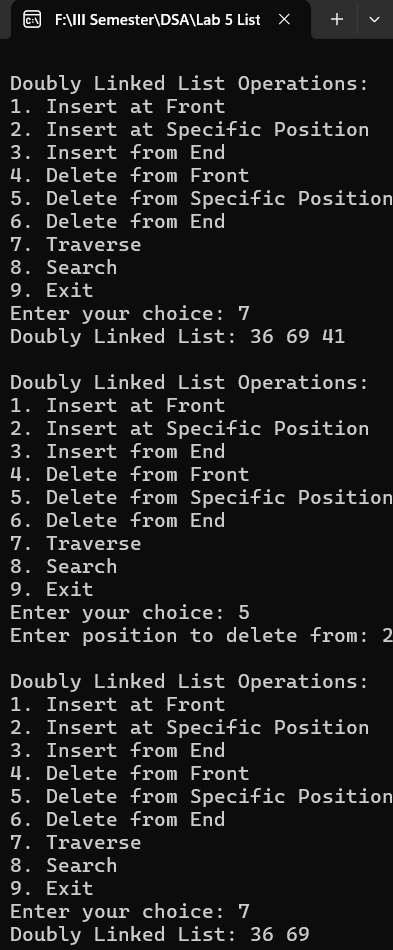 F:\III Semester\DSA\Lab 5 List
Doubly Linked List Operations:
1. Insert at Front
2. Insert at Specific Position
3. Insert from End
4. Delete from Front
5. Delete from Specific Position
6. Delete from End
7. Traverse
8. Search
9. Exit
Enter your choice: 7
Doubly Linked List: 36 69 41
Doubly Linked List Operations:
1. Insert at Front
2. Insert at Specific Position
3. Insert from End
4. Delete from Front
5. Delete from Specific Position
6. Delete from End
7. Traverse
8. Search
9. Exit
Enter your choice: 5
Enter position to delete from: 2
Doubly Linked List Operations:
1. Insert at Front
2. Insert at Specific Position
3. Insert from End
4. Delete from Front
5. Delete from Specific Position
6. Delete from End
7. Traverse
8. Search
9. Exit
Enter your choice: 7
Doubly Linked List: 36 69